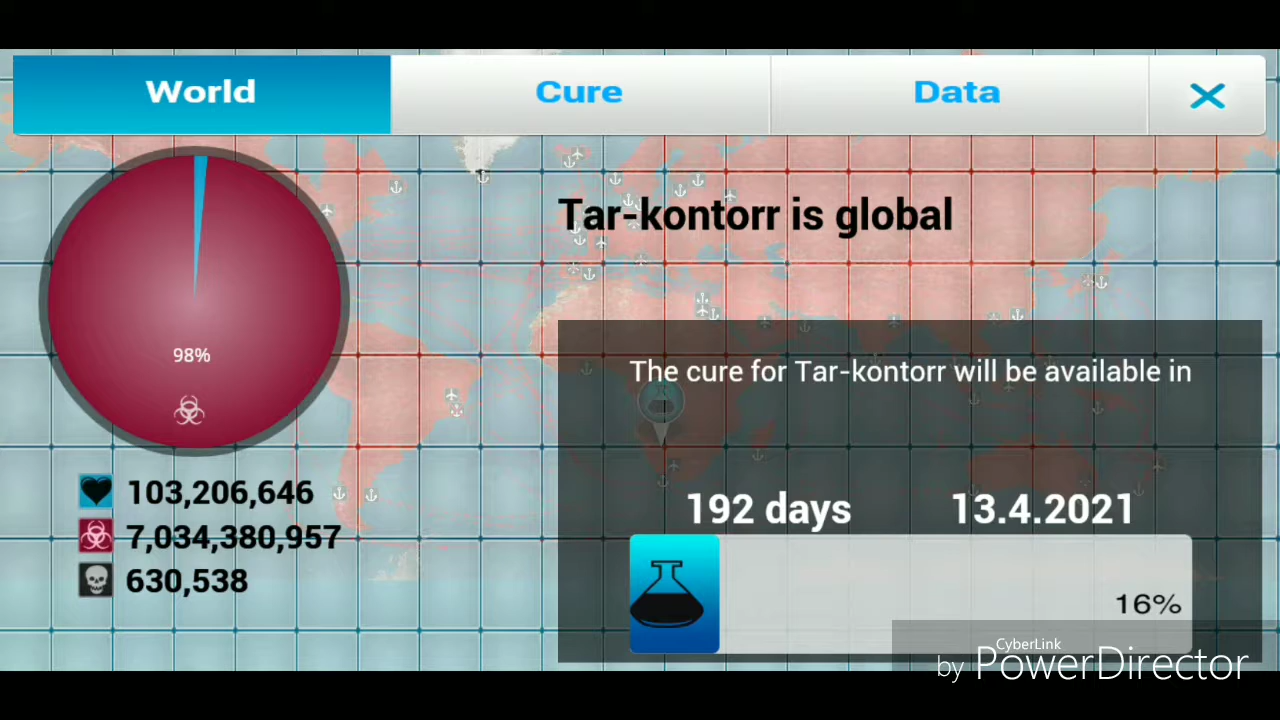 World Cure Data
Tar-kontorr is global
98%
The cure for Tar-kontorr will be available in
103,206,646
192 days 13.4.2021
7,034,380,957
630,538
16%
CyberLink
by PowerDirector